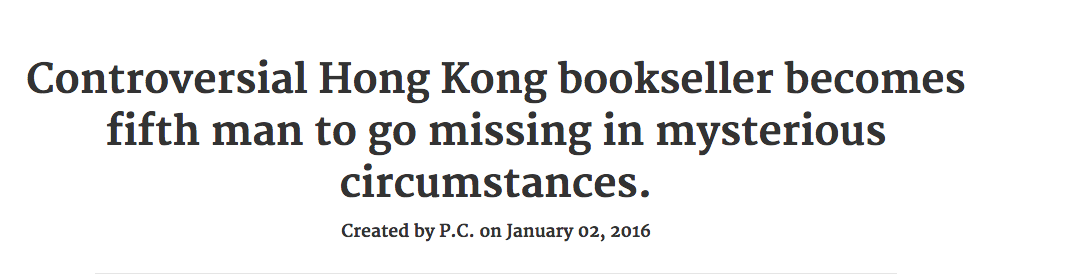 Controversial Hong Kong bookseller becomes
fifth man to go missing in mysterious
circumstances.
Created by P.C. on January 02, 2016